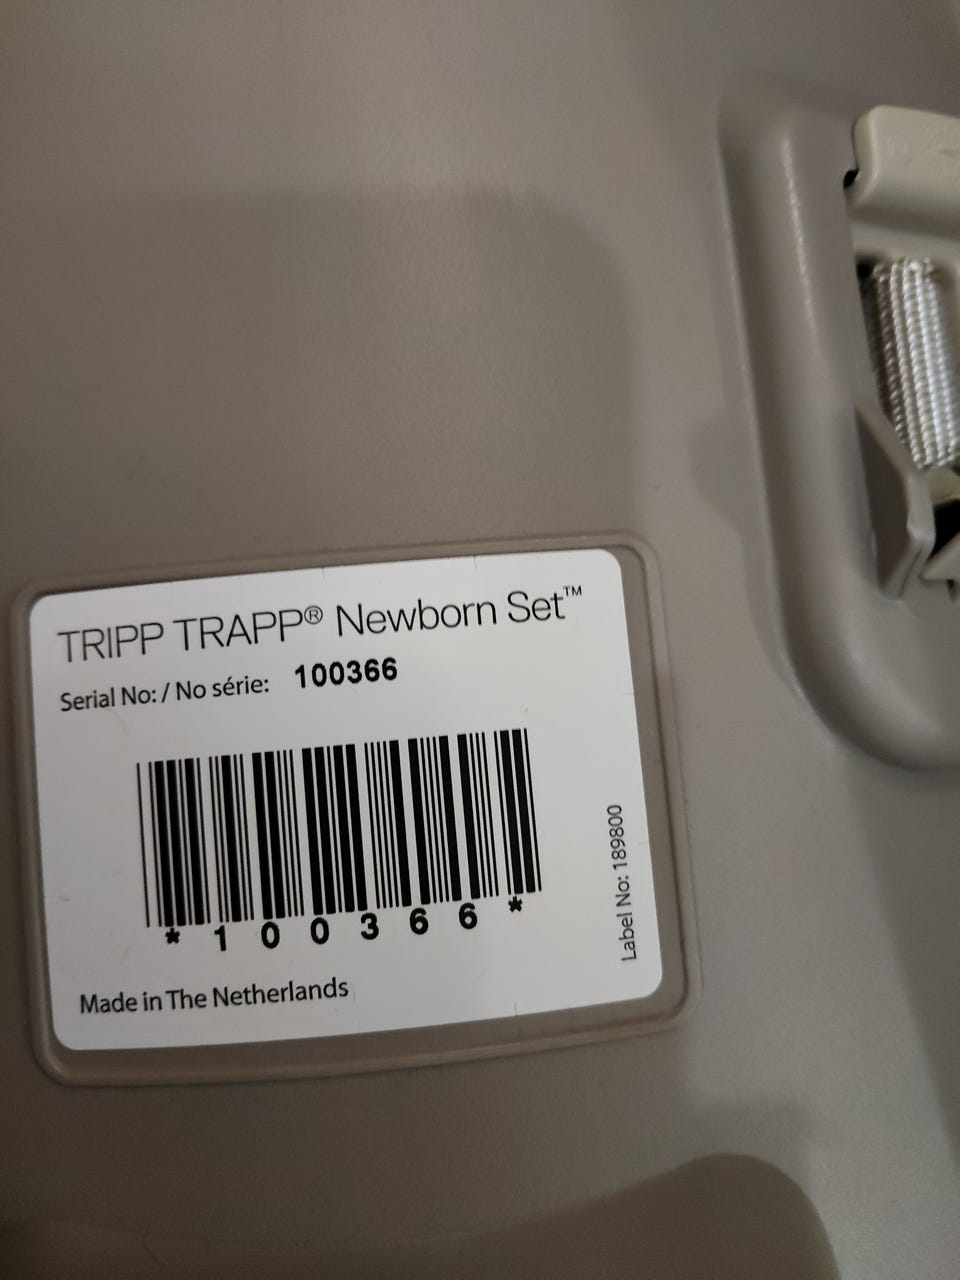 TRIPP TRAPP® Newborn Set™
Serial No: / No série: 100366
*100366*
Label No: 189800
Made in The Netherlands